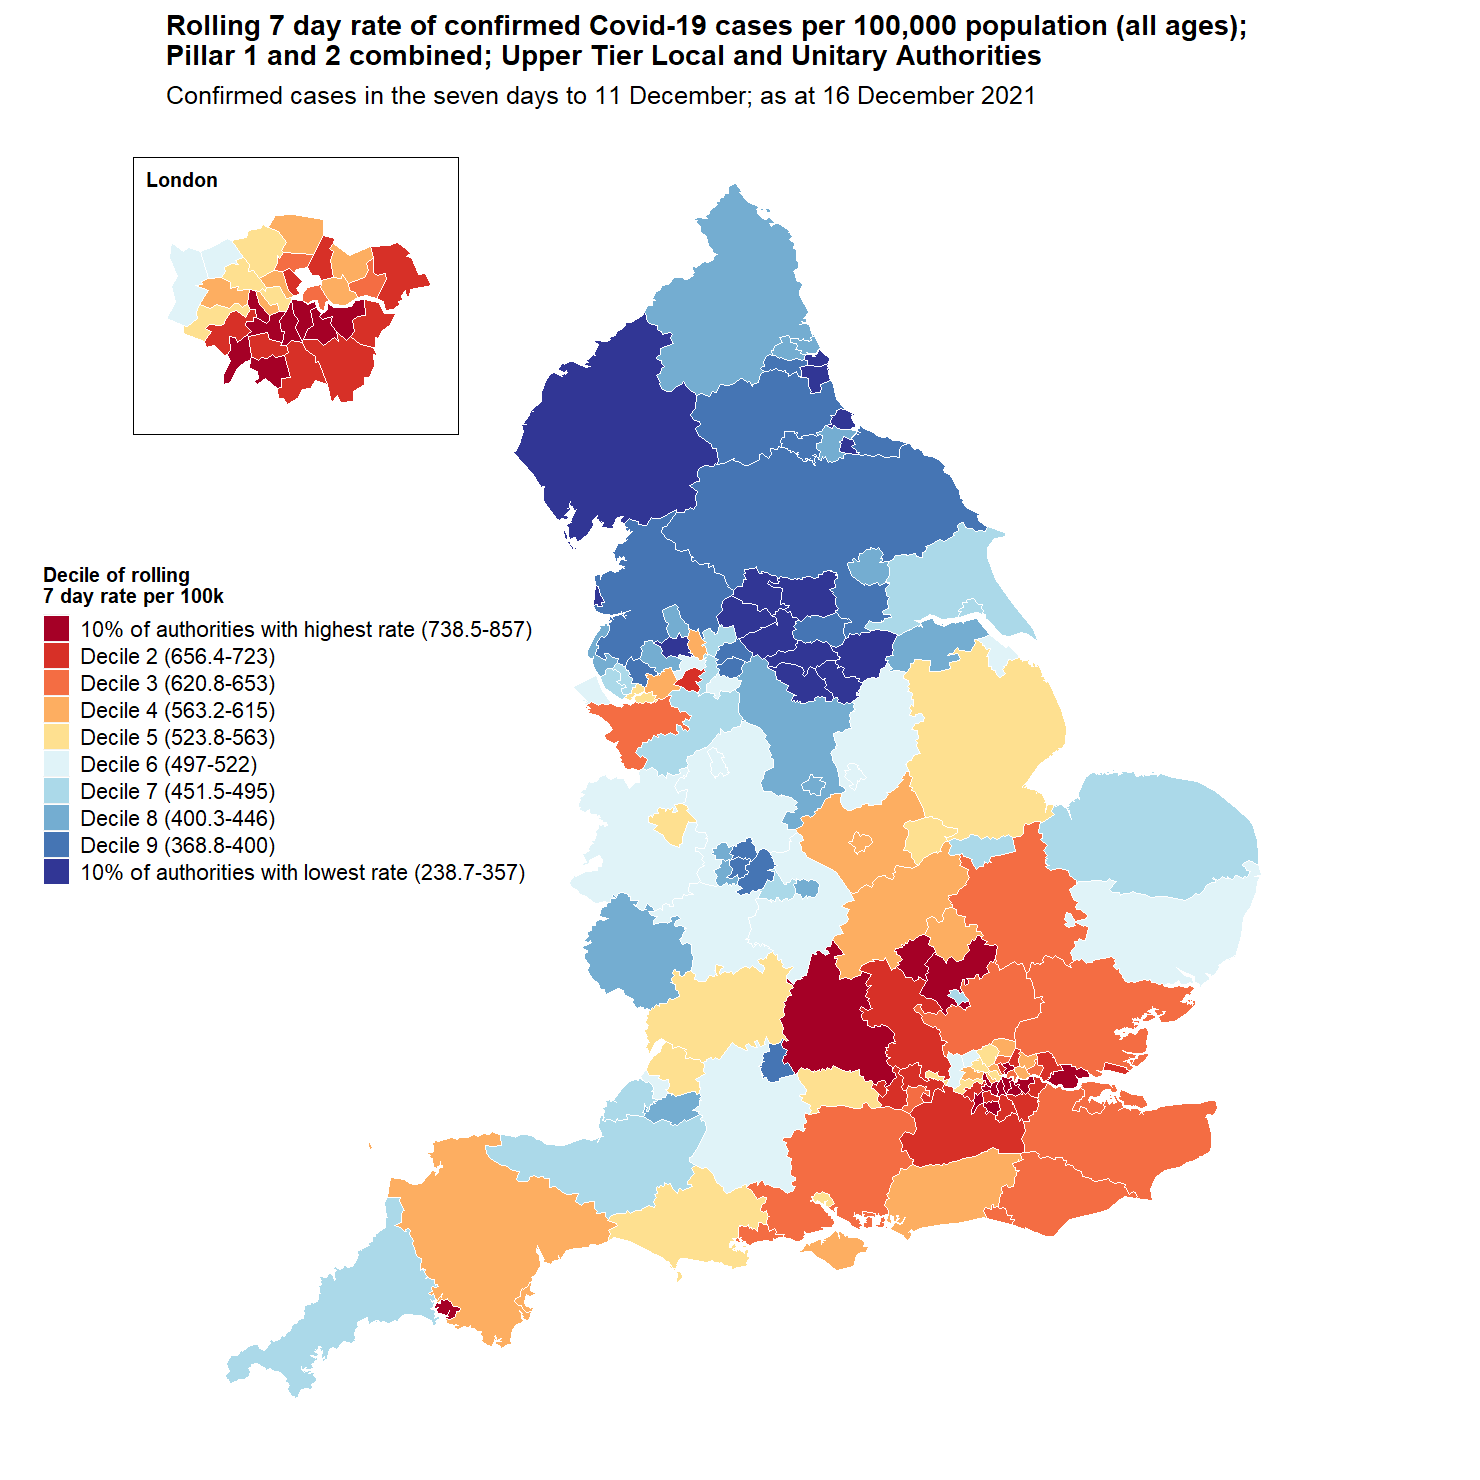 Rolling 7 day rate of confirmed Covid-19 cases per 100,000 population (all ages);
Pillar 1 and 2 combined; Upper Tier Local and Unitary Authorities
Confirmed cases in the seven days to 11 December; as at 16 December 2021
London
Decile of rolling
7 day rate per 100k
10% of authorities with highest rate (738.5-857)
Decile 2 (656.4-723)
Decile 3 (620.8-653)
Decile 4 (563.2-615)
Decile 5 (523.8-563)
Decile 6 (497-522)
Decile 7 (451.5-495)
Decile 8 (400.3-446)
Decile 9 (368.8-400)
10% of authorities with lowest rate (238.7-357)